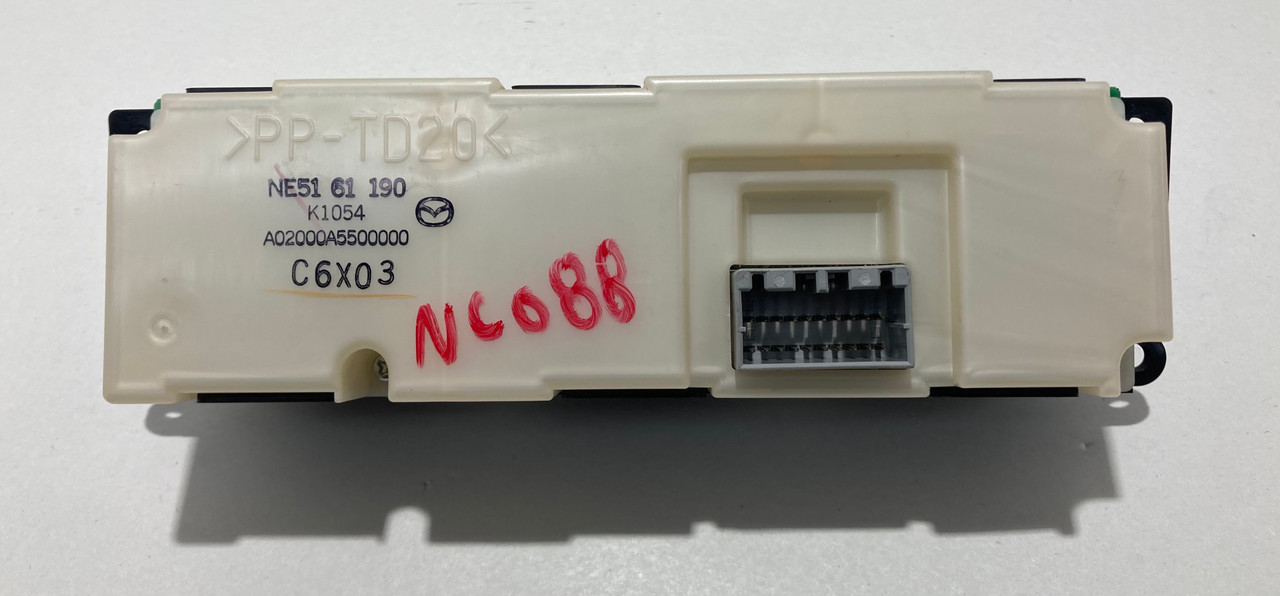 >PP-TD20<
NE51 61 190
K1054
A02000A5500000
C6X03
NC088